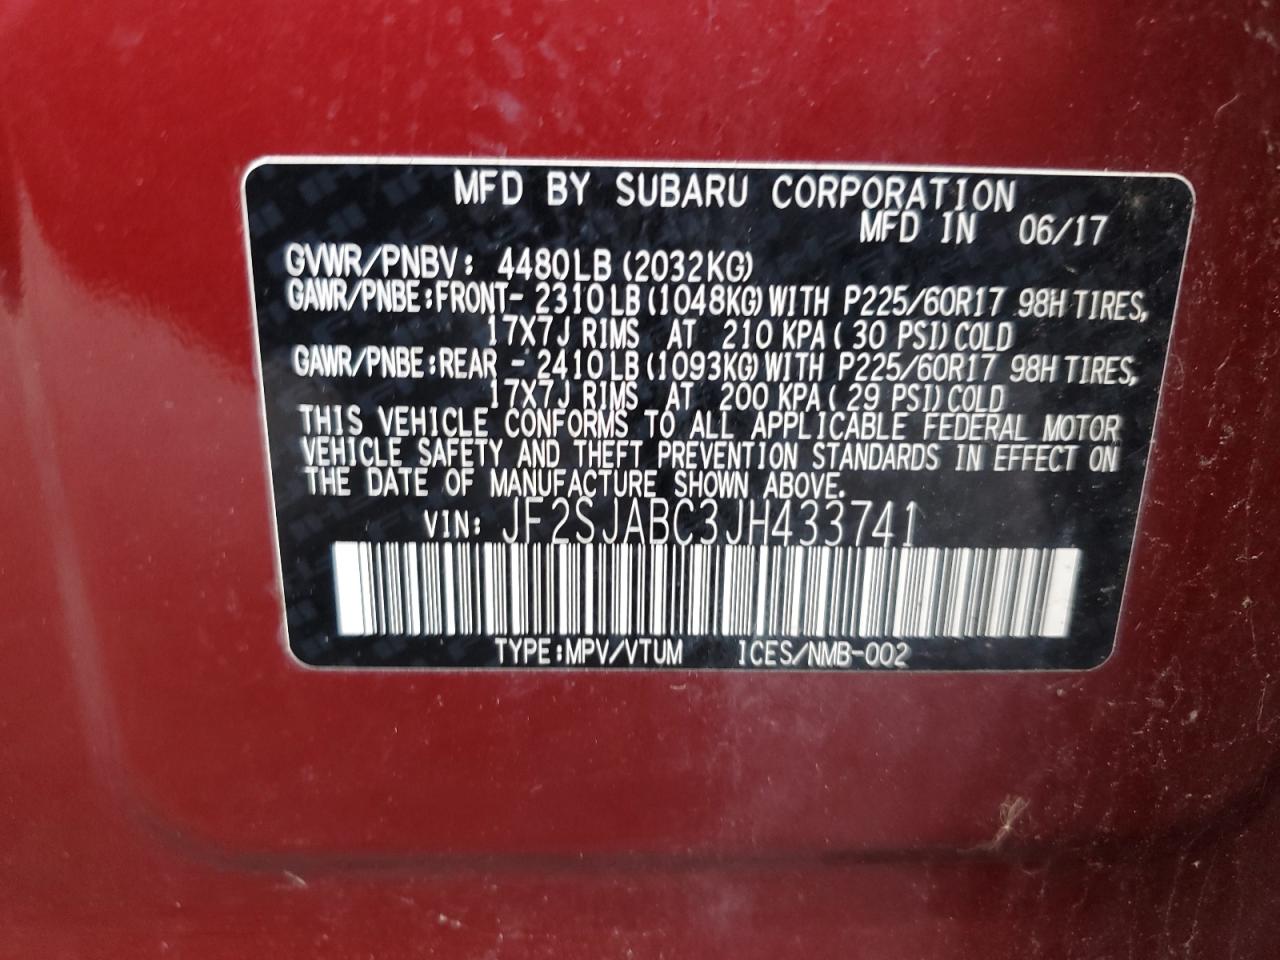 MFD BY SUBARU CORPORATION
MFD IN 06/17
GVWR/PNBV: 4480LB (2032KG)
GAWR/PNBE:FRONT- 2310LB (1048KG) WITH P225/60R17 98H TIRES,
17X7J RIMS AT 210 KPA ( 30 PSI) COLD
GAWR/PNBE:REAR - 2410LB (1093KG) WITH P225/60R17 98H TIRES,
17X7J RIMS AT 200 KPA ( 29 PSI) COLD
THIS VEHICLE CONFORMS TO ALL APPLICABLE FEDERAL MOTOR
VEHICLE SAFETY AND THEFT PREVENTION STANDARDS IN EFFECT ON
THE DATE OF MANUFACTURE SHOWN ABOVE.
VIN: JF2SJABC3JH433741
TYPE:MPV/VTUM ICES/NMB-002